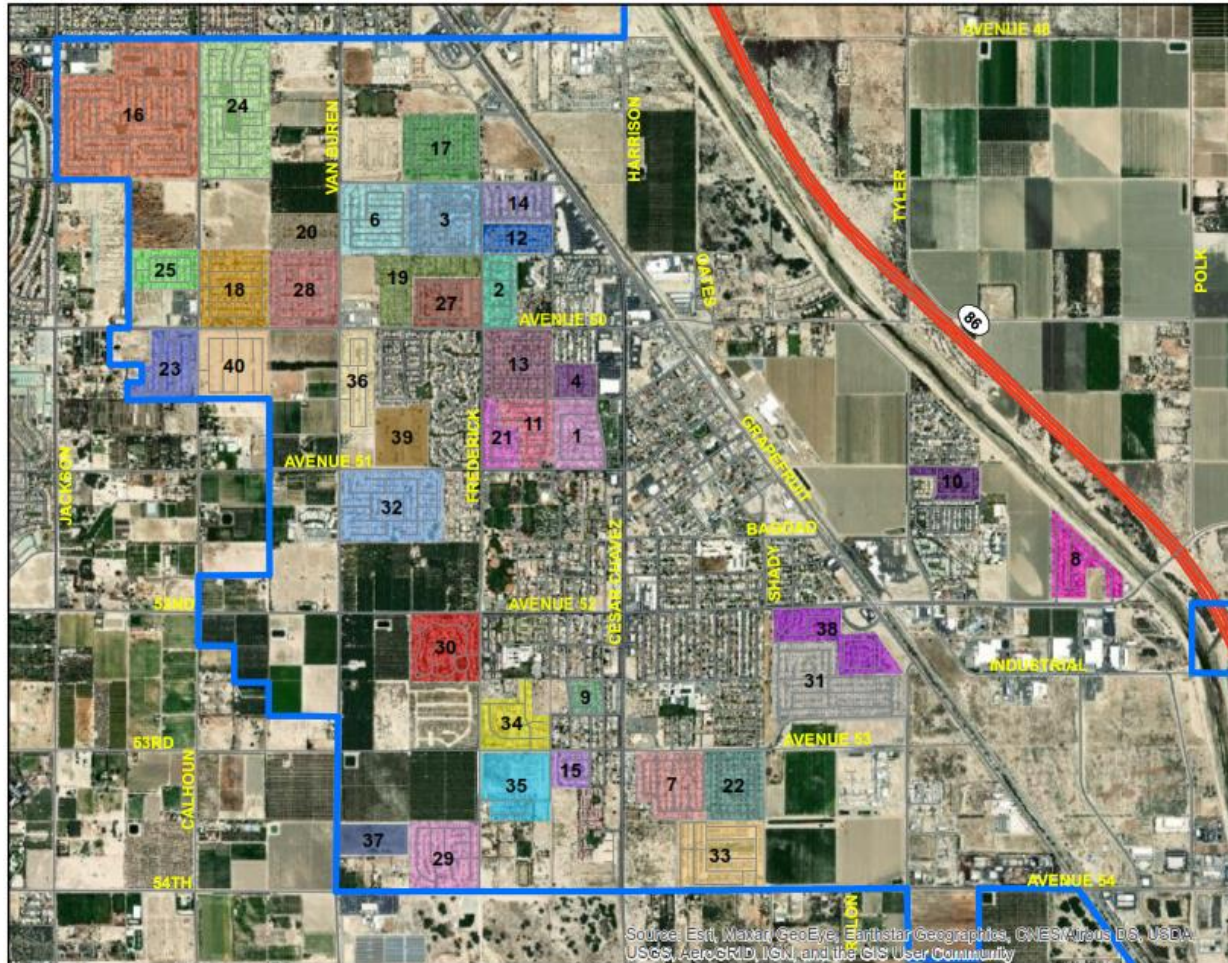 AVENUE 48
16
24
VAN BUREN
17
HARRISON
TYLER
POLK
6
3
14
12
20
25
18
28
19
27
2
OATES
AVENUE 50
86
23
40
36
13
4
FREDERICK
21
11
1
39
AVENUE 51
JACKSON
32
GRAPEFRUIT
10
BAGDAD
SHADY
8
CESAR CHAVEZ
52ND
AVENUE 52
30
38
31
INDUSTRIAL
34
9
53RD
AVENUE 53
CALHOUN
35
15
7
22
37
29
33
54TH
AVENUE 54
Source: Esri, Maxar, GeoEye, Earthstar Geographics, CNES/Airbus DS, USDA,
USGS, AeroGRID, IGN, and the GIS User Community